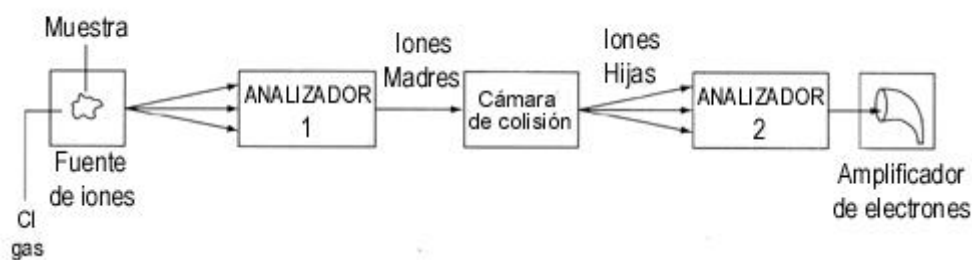 Muestra
Fuente
de iones
CI
gas
ANALIZADOR
1
Iones
Madres
Cámara
de colisión
Iones
Hijas
ANALIZADOR
2
Amplificador
de electrones